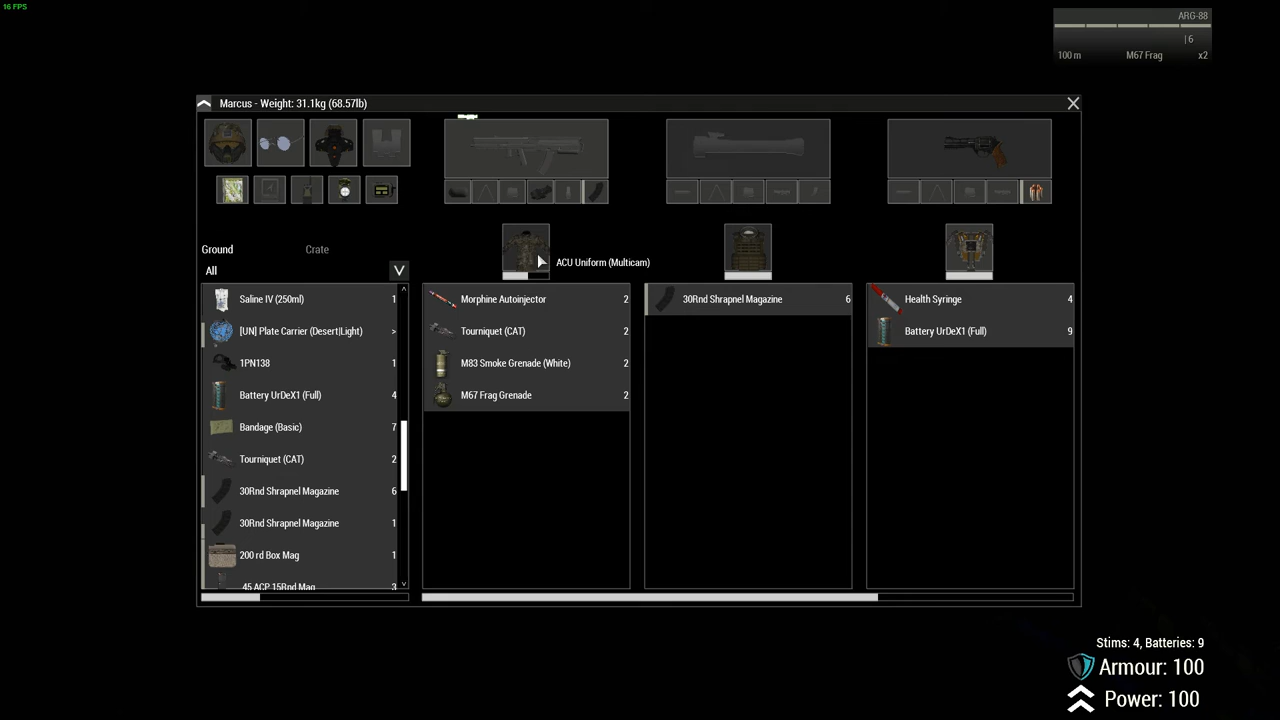 16 FPS
ARG-88
|6
100 m M67 Frag x2
Marcus - Weight: 31.1kg (68.57lb)
Ground Crate
All
ACU Uniform (Multicam)
Saline IV (250ml) 1
[UN] Plate Carrier (Desert|Light) >
1PN138 1
Battery UrDeX1 (Full) 4
Bandage (Basic) 7
Tourniquet (CAT) 2
30Rnd Shrapnel Magazine 6
30Rnd Shrapnel Magazine 1
200 rd Box Mag 1
.45 ACP 15Rnd Mag 3
Morphine Autoinjector 2
Tourniquet (CAT) 2
M83 Smoke Grenade (White) 2
M67 Frag Grenade 2
30Rnd Shrapnel Magazine 6
Health Syringe 4
Battery UrDeX1 (Full) 9
Stims: 4, Batteries: 9
Armour: 100
Power: 100